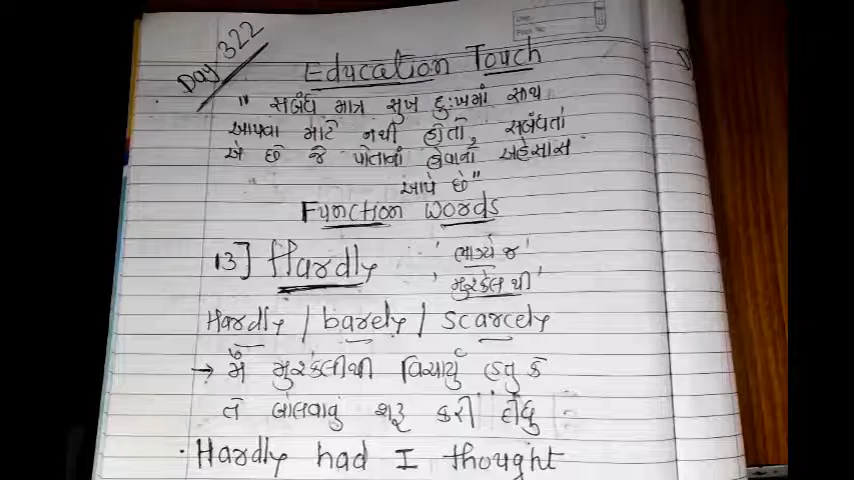 Day 322
Education Touch
" સબંધ માત્ર સુખ દુઃખમાં સાથ
આપવા માટે નથી હોતો, સબંધતો
એ છે જે પોતાનાં હોવાનો અહેસાસ
આપે છે"
Function Words
13] Hardly 'ભાગ્યે જ'
'મુશ્કેલ થી'
Hardly / barely / scarcely
→ મેં મુશ્કેલીથી વિચાર્યું હતુ કે
તે બોલવાનું શરૂ કરી દીધુ
. Hardly had I thought